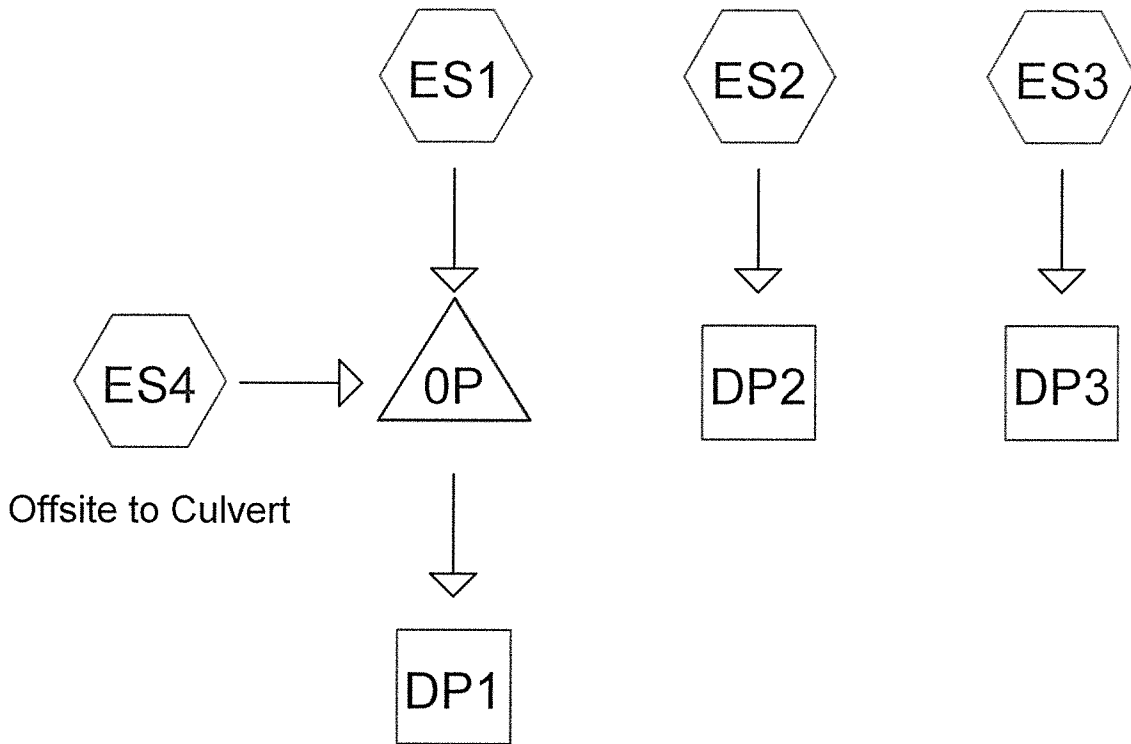 ES1
ES2
ES3
ES4
0P
DP2
DP3
Offsite to Culvert
DP1